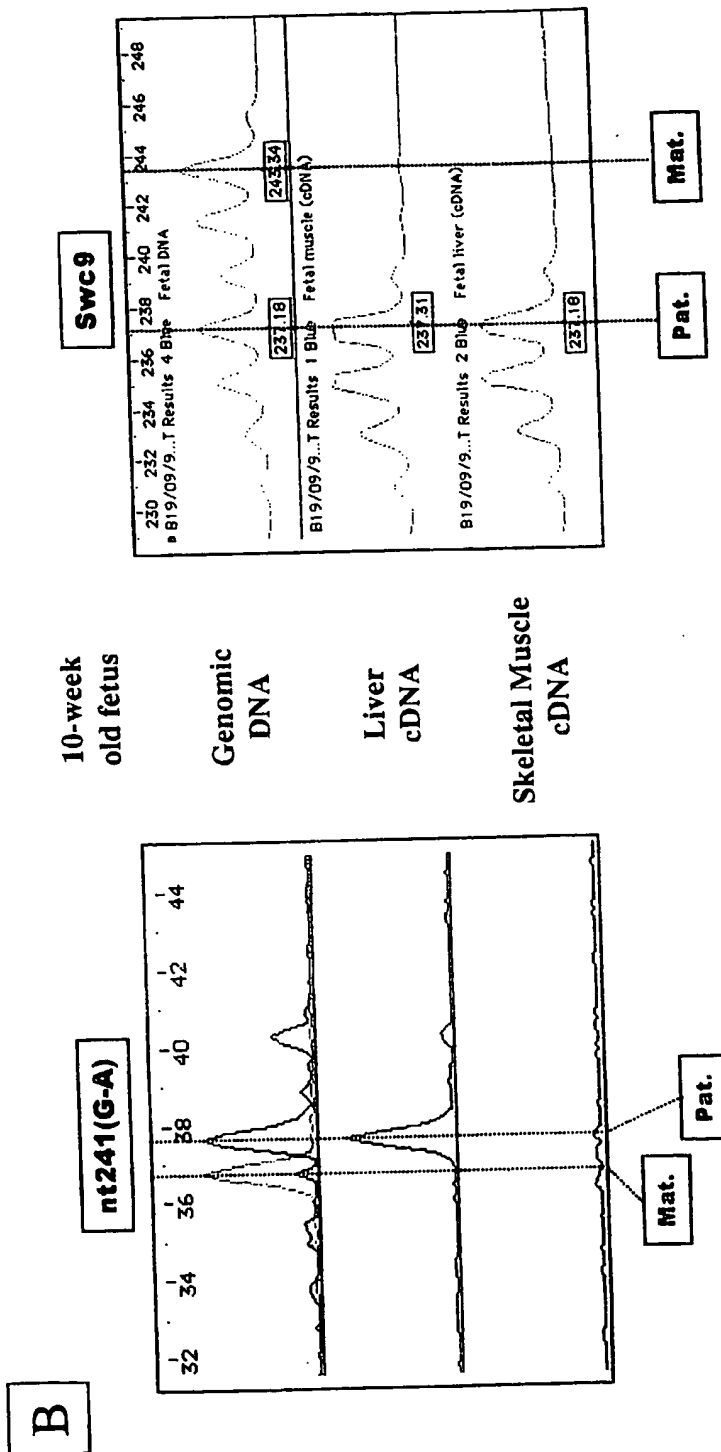 B
nt241(G-A)
32 34 36 38 40 42 44
Mat.
Pat.
10-week
old fetus
Genomic
DNA
Liver
cDNA
Skeletal Muscle
cDNA
Swc9
230 232 234 236 238 240 242 244 246 248
B19/09/9...T Results 4 Blue Fetal DNA
237.18
243.34
B19/09/9...T Results 1 Blue Fetal muscle (cDNA)
237.31
B19/09/9...T Results 2 Blue Fetal liver (cDNA)
237.18
Pat.
Mat.